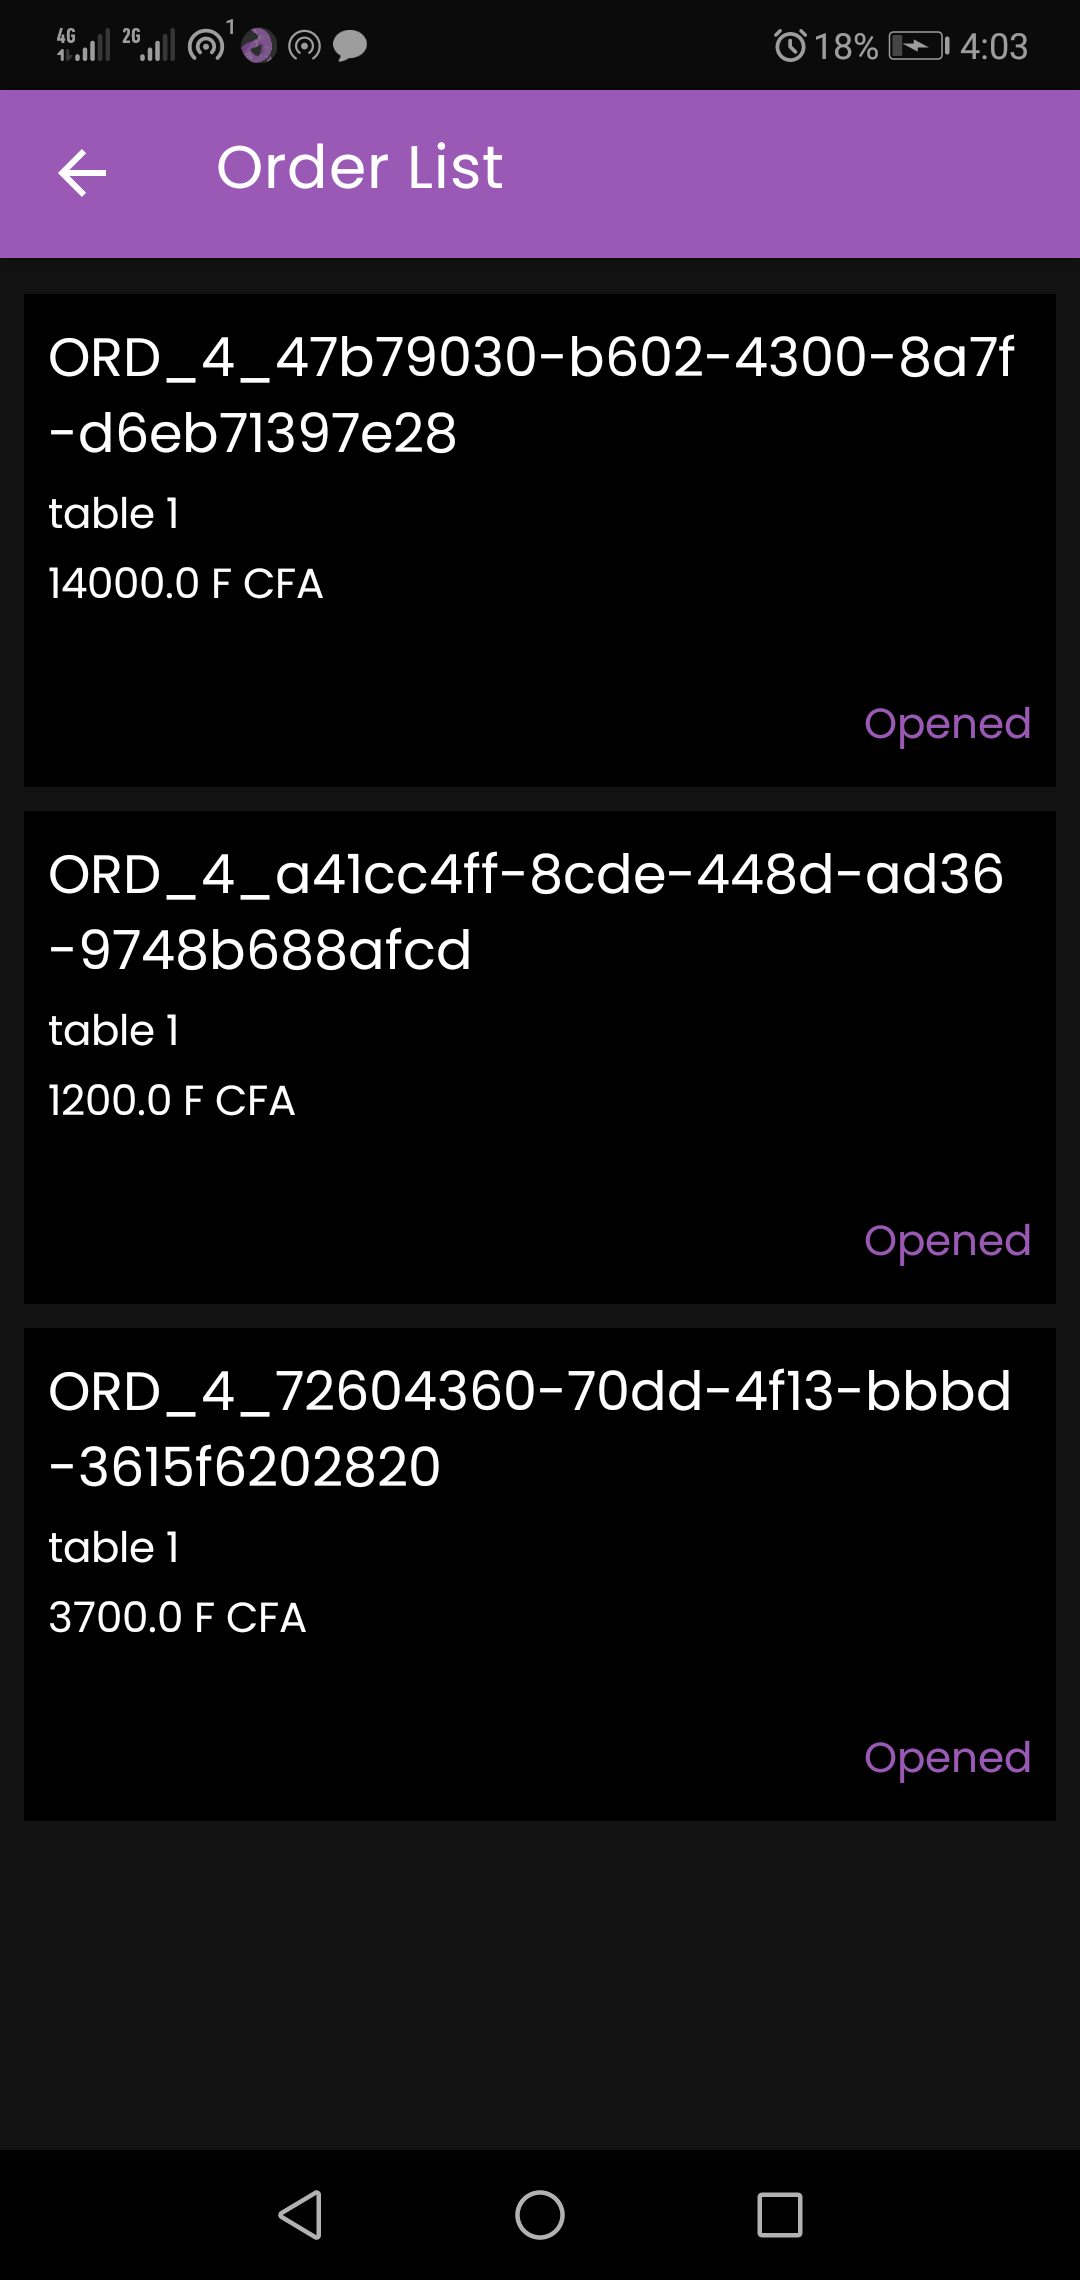 4G 2G 1 18% 4:03
Order List
ORD_4_47b79030-b602-4300-8a7f
-d6eb71397e28
table 1
14000.0 F CFA
Opened
ORD_4_a41cc4ff-8cde-448d-ad36
-9748b688afcd
table 1
1200.0 F CFA
Opened
ORD_4_72604360-70dd-4f13-bbbd
-3615f6202820
table 1
3700.0 F CFA
Opened